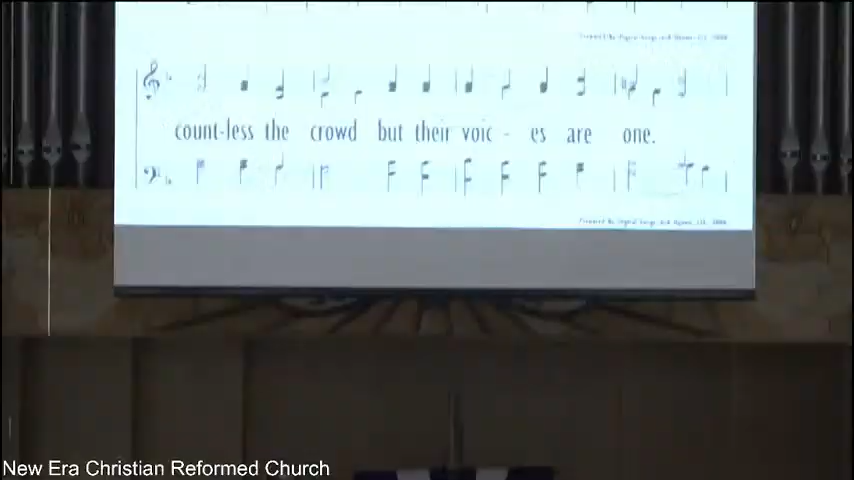 count-less the crowd but their voic - es are one.
New Era Christian Reformed Church